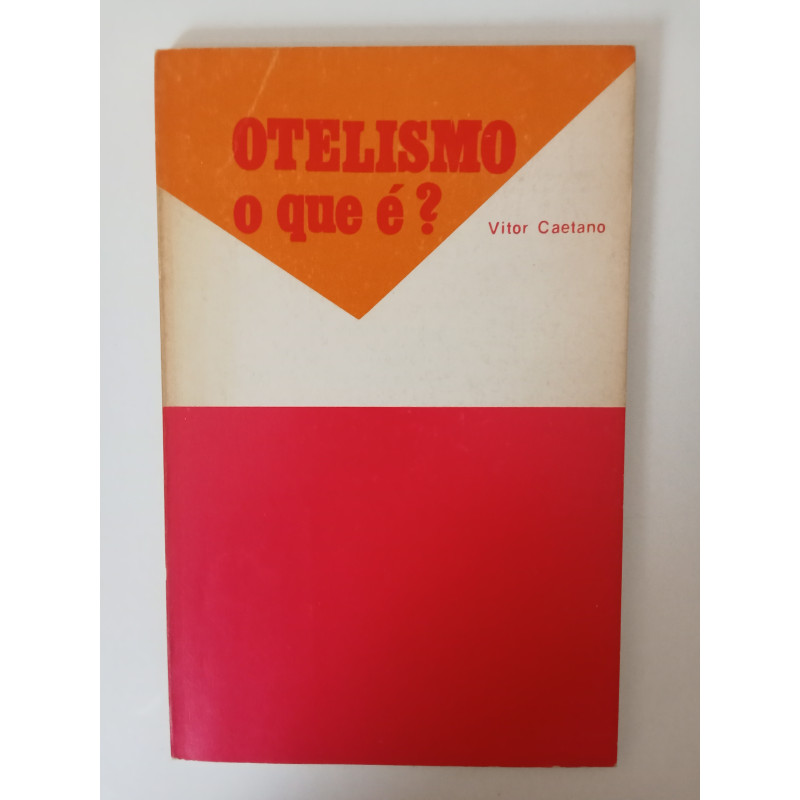 OTELISMO
o que é?
Vitor Caetano